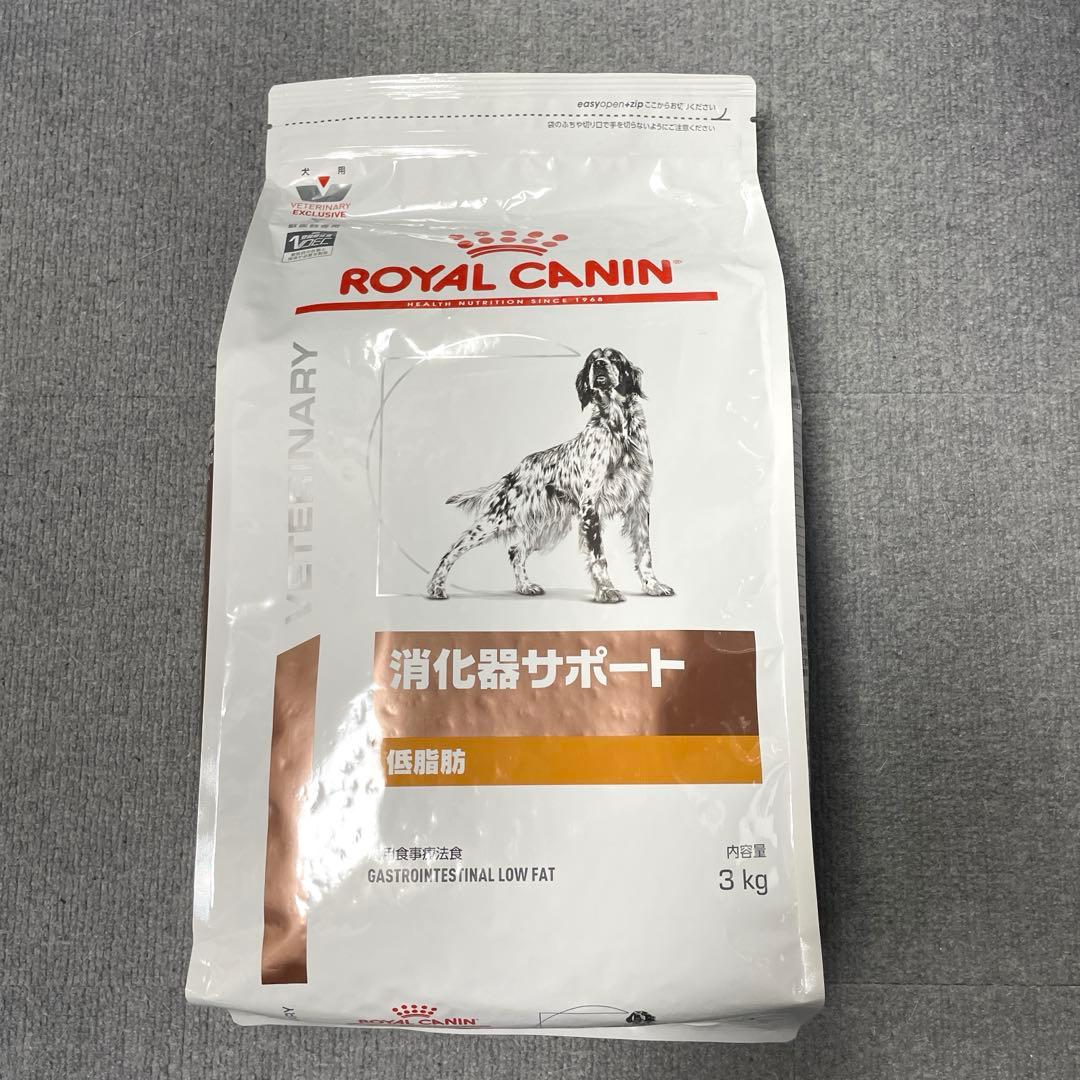 easyopen+zip ここからお切りください
袋のふちや切り口で手を切らないようにご注意ください
犬 用
VETERINARY
EXCLUSIVE
ROYAL CANIN
HEALTH NUTRITION SINCE 1968
VETERINARY
消化器サポート
低脂肪
食事療法食
GASTROINTESTINAL LOW FAT
内容量
3 kg
ROYAL CANIN